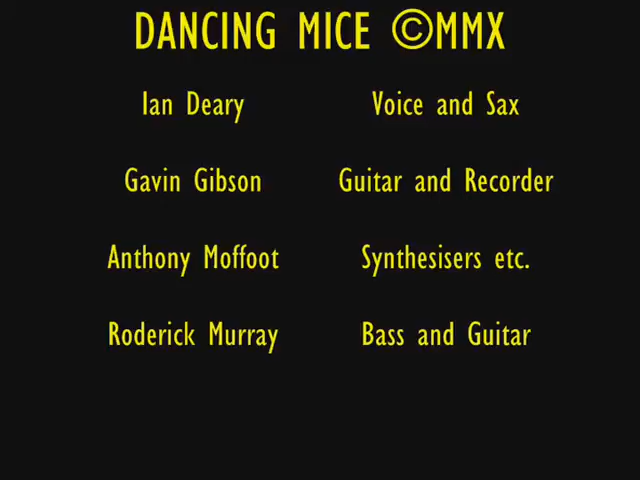 DANCING MICE ©MMX
Ian Deary Voice and Sax
Gavin Gibson Guitar and Recorder
Anthony Moffoot Synthesisers etc.
Roderick Murray Bass and Guitar